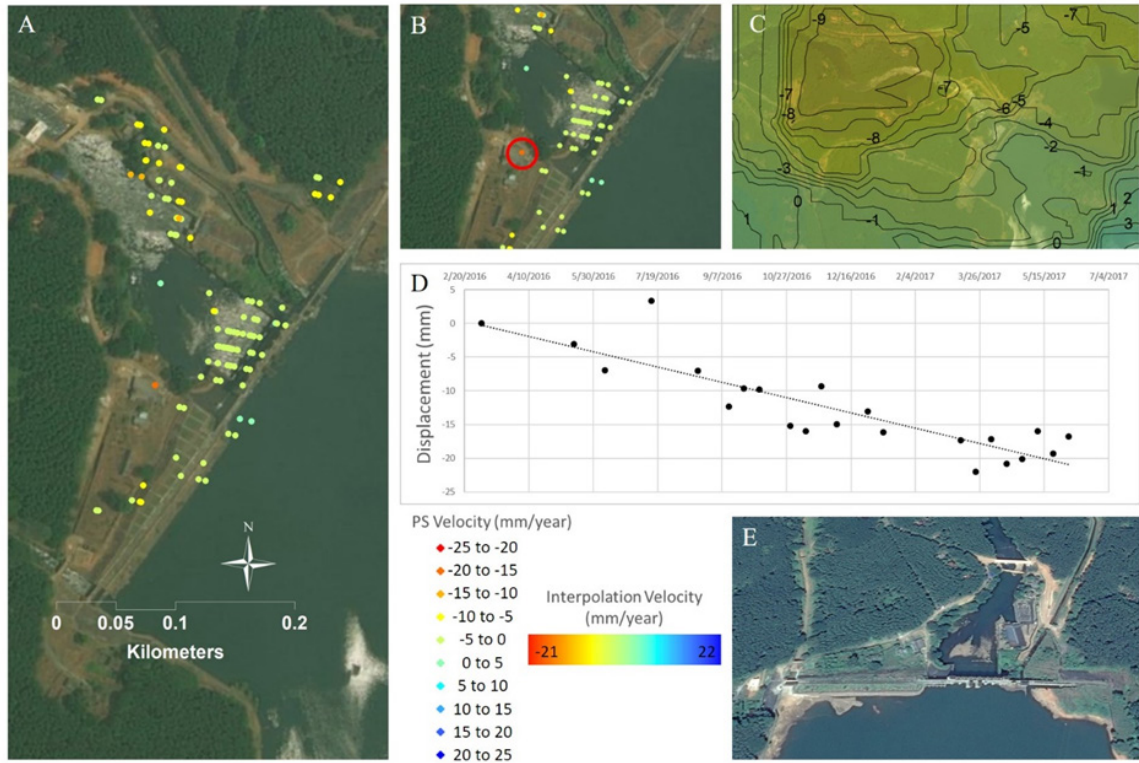 A
N
0 0.05 0.1 0.2
Kilometers
B
C
-9
-7
-5
-7
-7
-8
-8
-5
-6
-4
-2
-3
-1
0
1
-1
2
1
3
0
D
2/20/2016 4/10/2016 5/30/2016 7/19/2016 9/7/2016 10/27/2016 12/16/2016 2/4/2017 3/26/2017 5/15/2017 7/4/2017
5
0
-5
-10
-15
-20
-25
Displacement (mm)
PS Velocity (mm/year)
-25 to -20
-20 to -15
-15 to -10
-10 to -5
-5 to 0
0 to 5
5 to 10
10 to 15
15 to 20
20 to 25
Interpolation Velocity
(mm/year)
-21 22
E